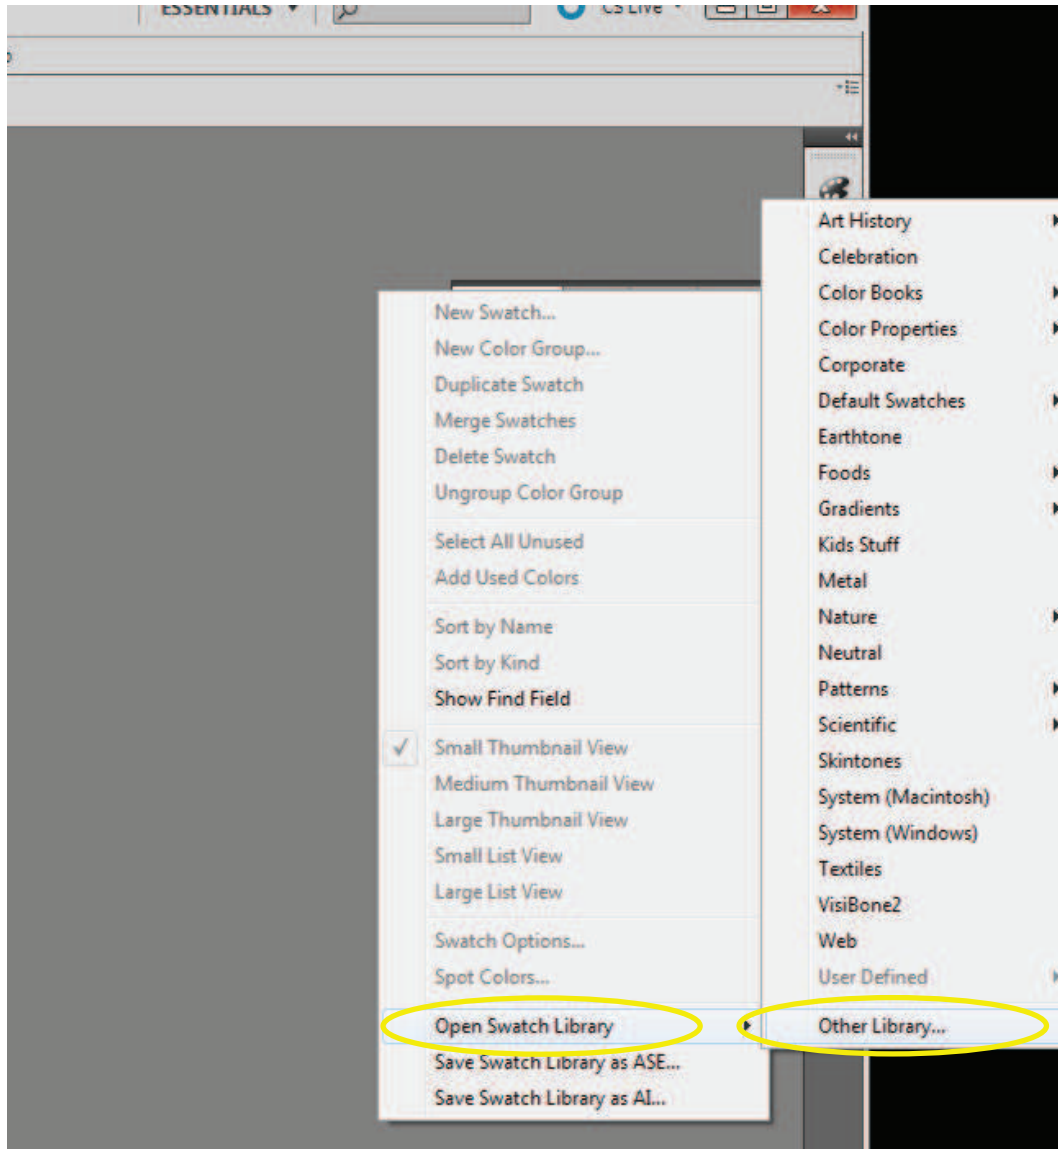 ESSENTIALS
CS Live
New Swatch...
New Color Group...
Duplicate Swatch
Merge Swatches
Delete Swatch
Ungroup Color Group
Select All Unused
Add Used Colors
Sort by Name
Sort by Kind
Show Find Field
Small Thumbnail View
Medium Thumbnail View
Large Thumbnail View
Small List View
Large List View
Swatch Options...
Spot Colors...
Open Swatch Library
Save Swatch Library as ASE...
Save Swatch Library as AI...
Art History
Celebration
Color Books
Color Properties
Corporate
Default Swatches
Earthtone
Foods
Gradients
Kids Stuff
Metal
Nature
Neutral
Patterns
Scientific
Skintones
System (Macintosh)
System (Windows)
Textiles
VisiBone2
Web
User Defined
Other Library...